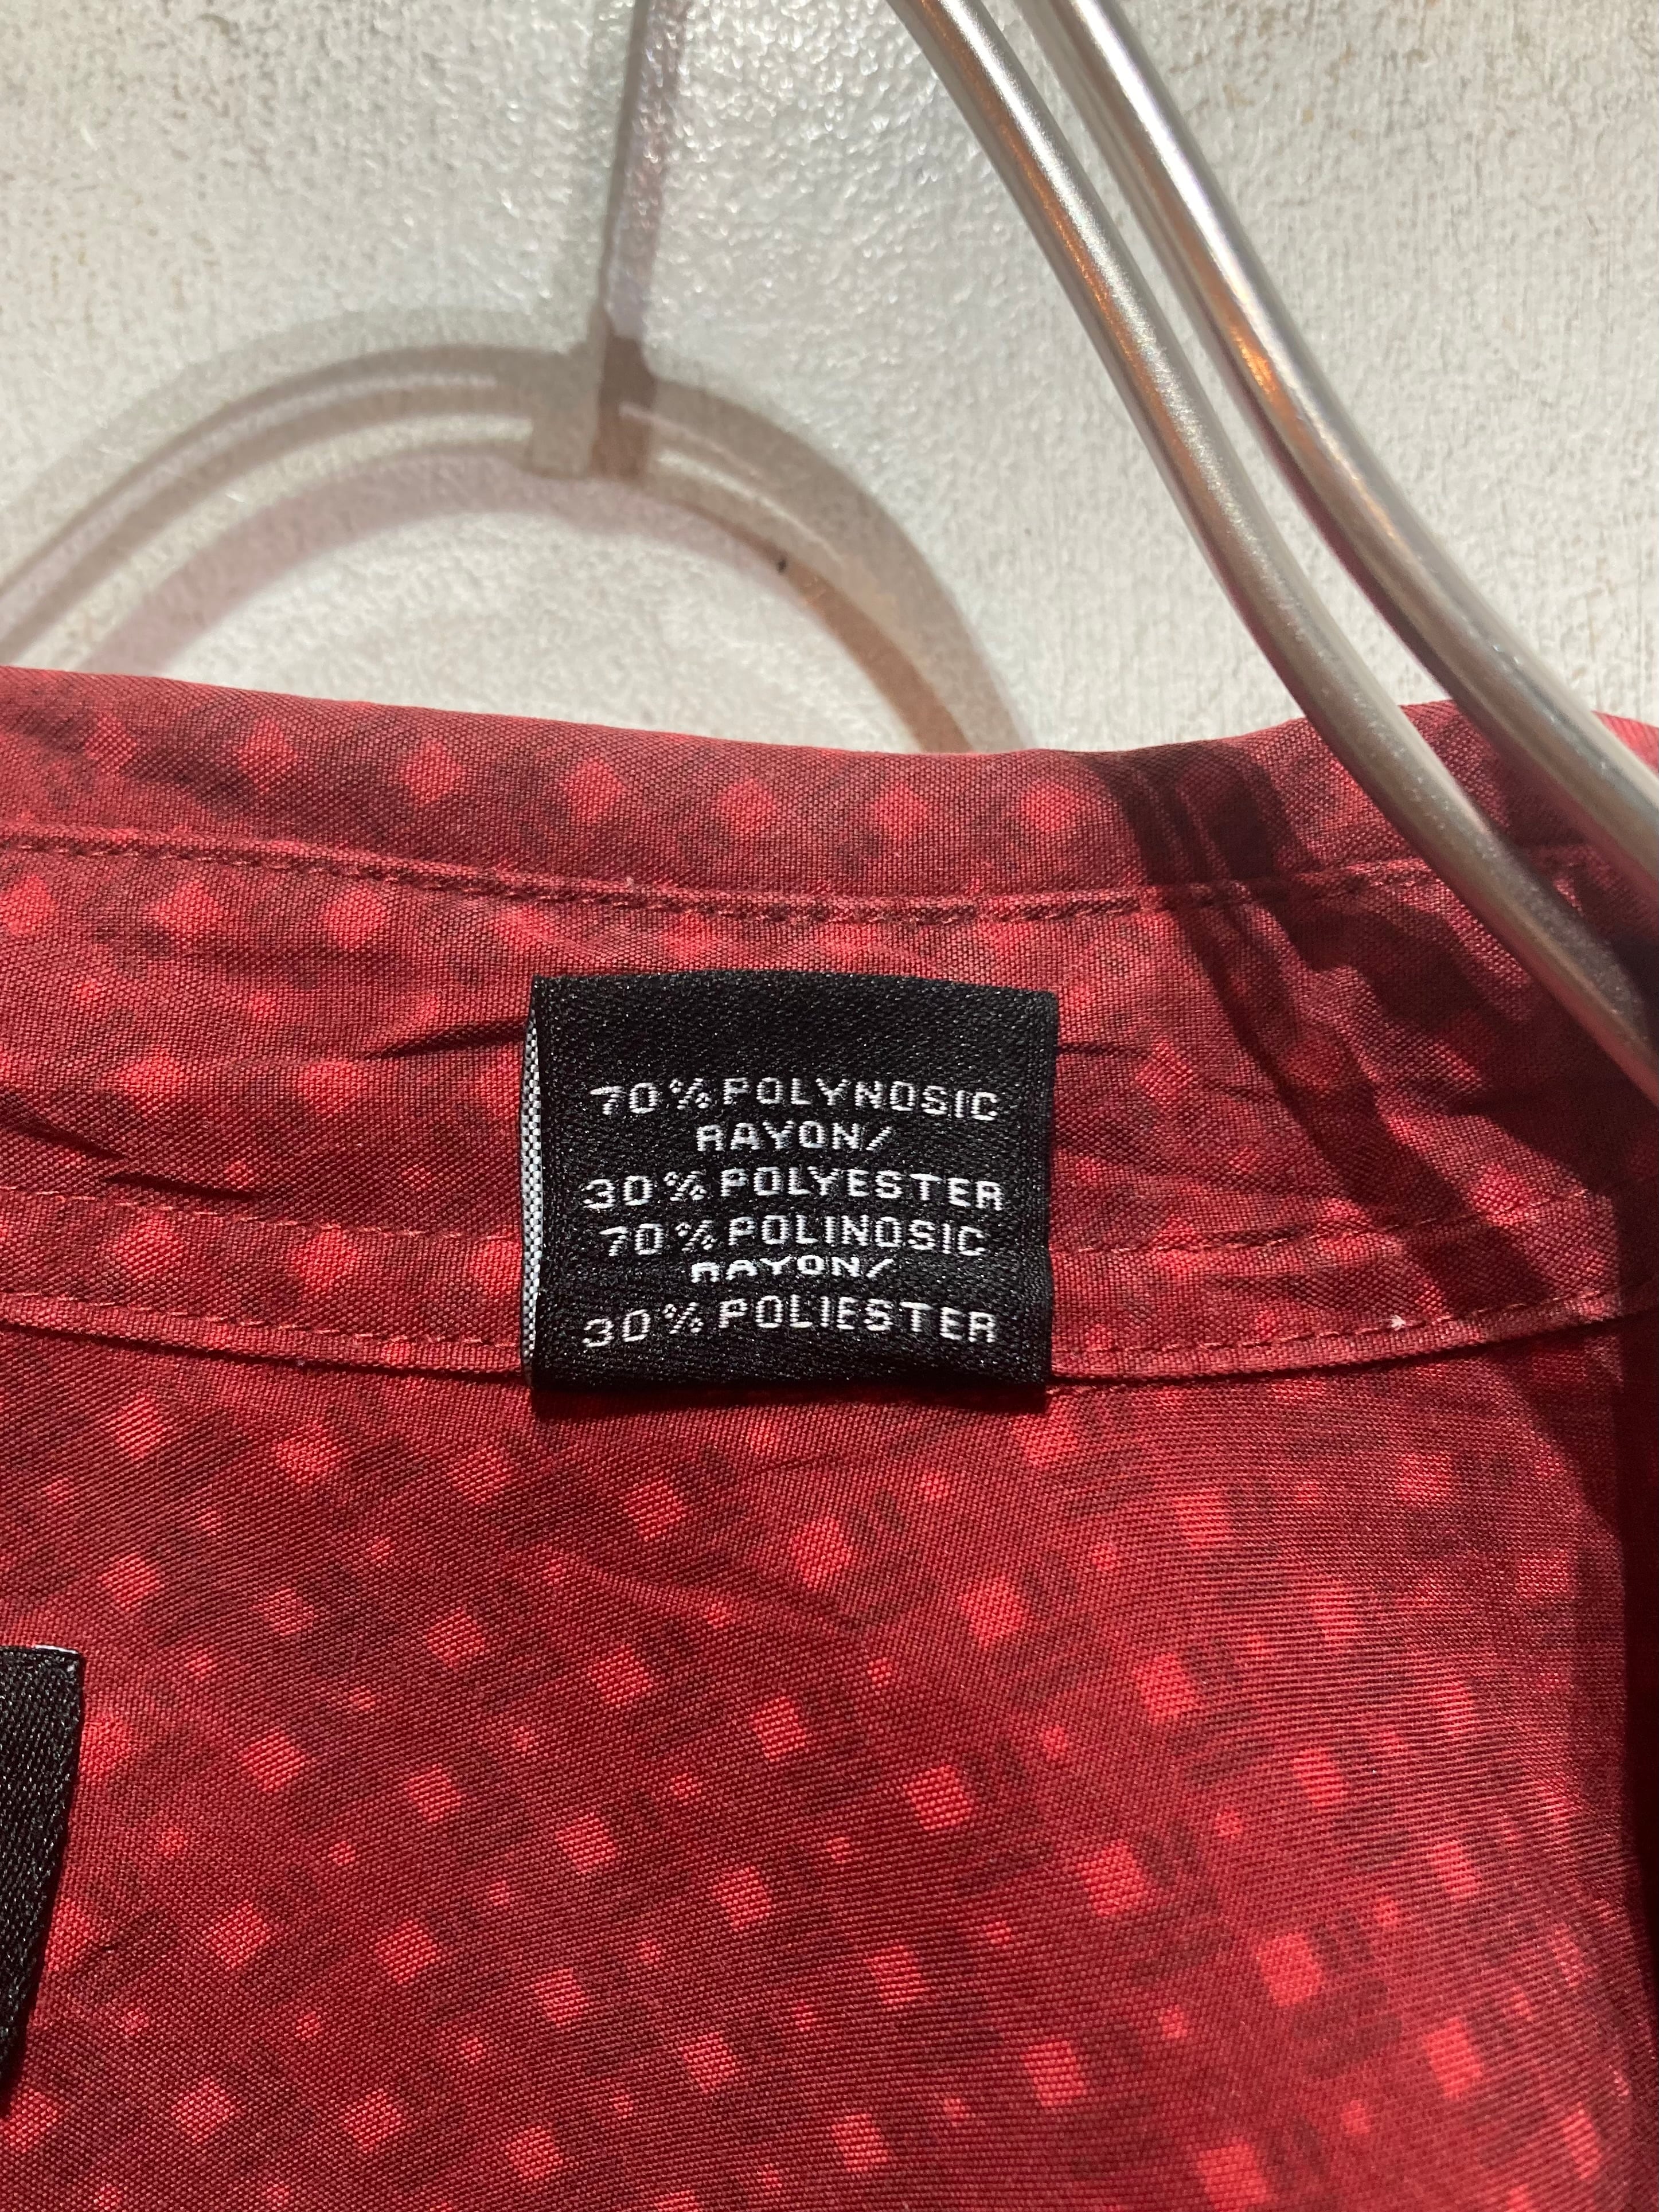 70% POLYNOSIC
RAYON/
30% POLYESTER
70% POLINOSIC
RAYON/
30% POLIESTER